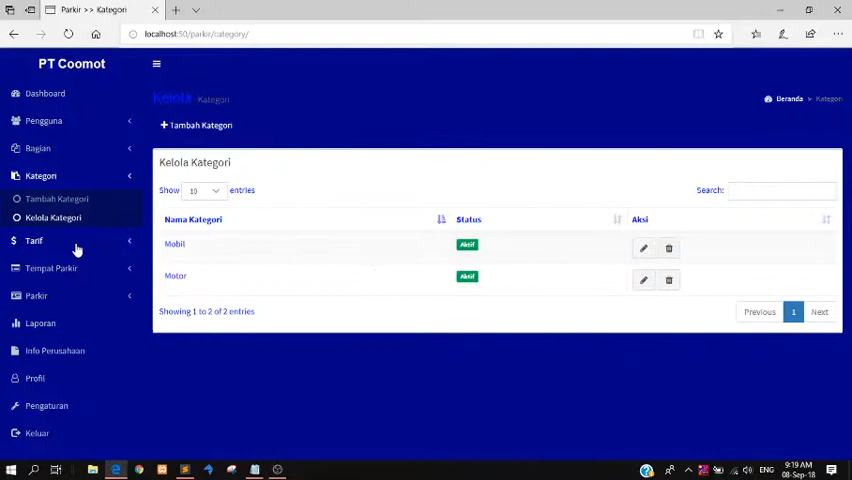 Parkir >> Kategori
localhost:50/parkir/category/
PT Coomot
Dashboard
Pengguna
Bagian
Kategori
Tambah Kategori
Kelola Kategori
Tarif
Tempat Parkir
Parkir
Laporan
Info Perusahaan
Profil
Pengaturan
Keluar
Kelola Kategori
Beranda > Kategori
+ Tambah Kategori
Kelola Kategori
Show 10 entries
Search:
Nama Kategori Status Aksi
Mobil Aktif
Motor Aktif
Showing 1 to 2 of 2 entries
Previous 1 Next
ENG
9:19 AM
08-Sep-18